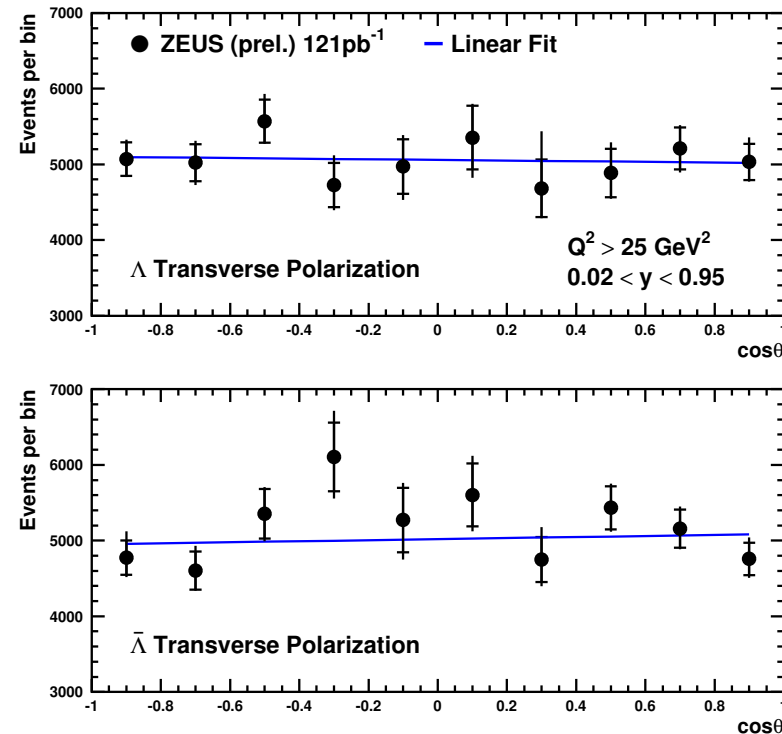 7000
6000
5000
4000
3000
Events per bin
ZEUS (prel.) 121pb⁻¹
Linear Fit
Λ Transverse Polarization
Q² > 25 GeV²
0.02 < y < 0.95
-1 -0.8 -0.6 -0.4 -0.2 0 0.2 0.4 0.6 0.8 1
cosθ
7000
6000
5000
4000
3000
Events per bin
Λ̄ Transverse Polarization
-1 -0.8 -0.6 -0.4 -0.2 0 0.2 0.4 0.6 0.8 1
cosθ